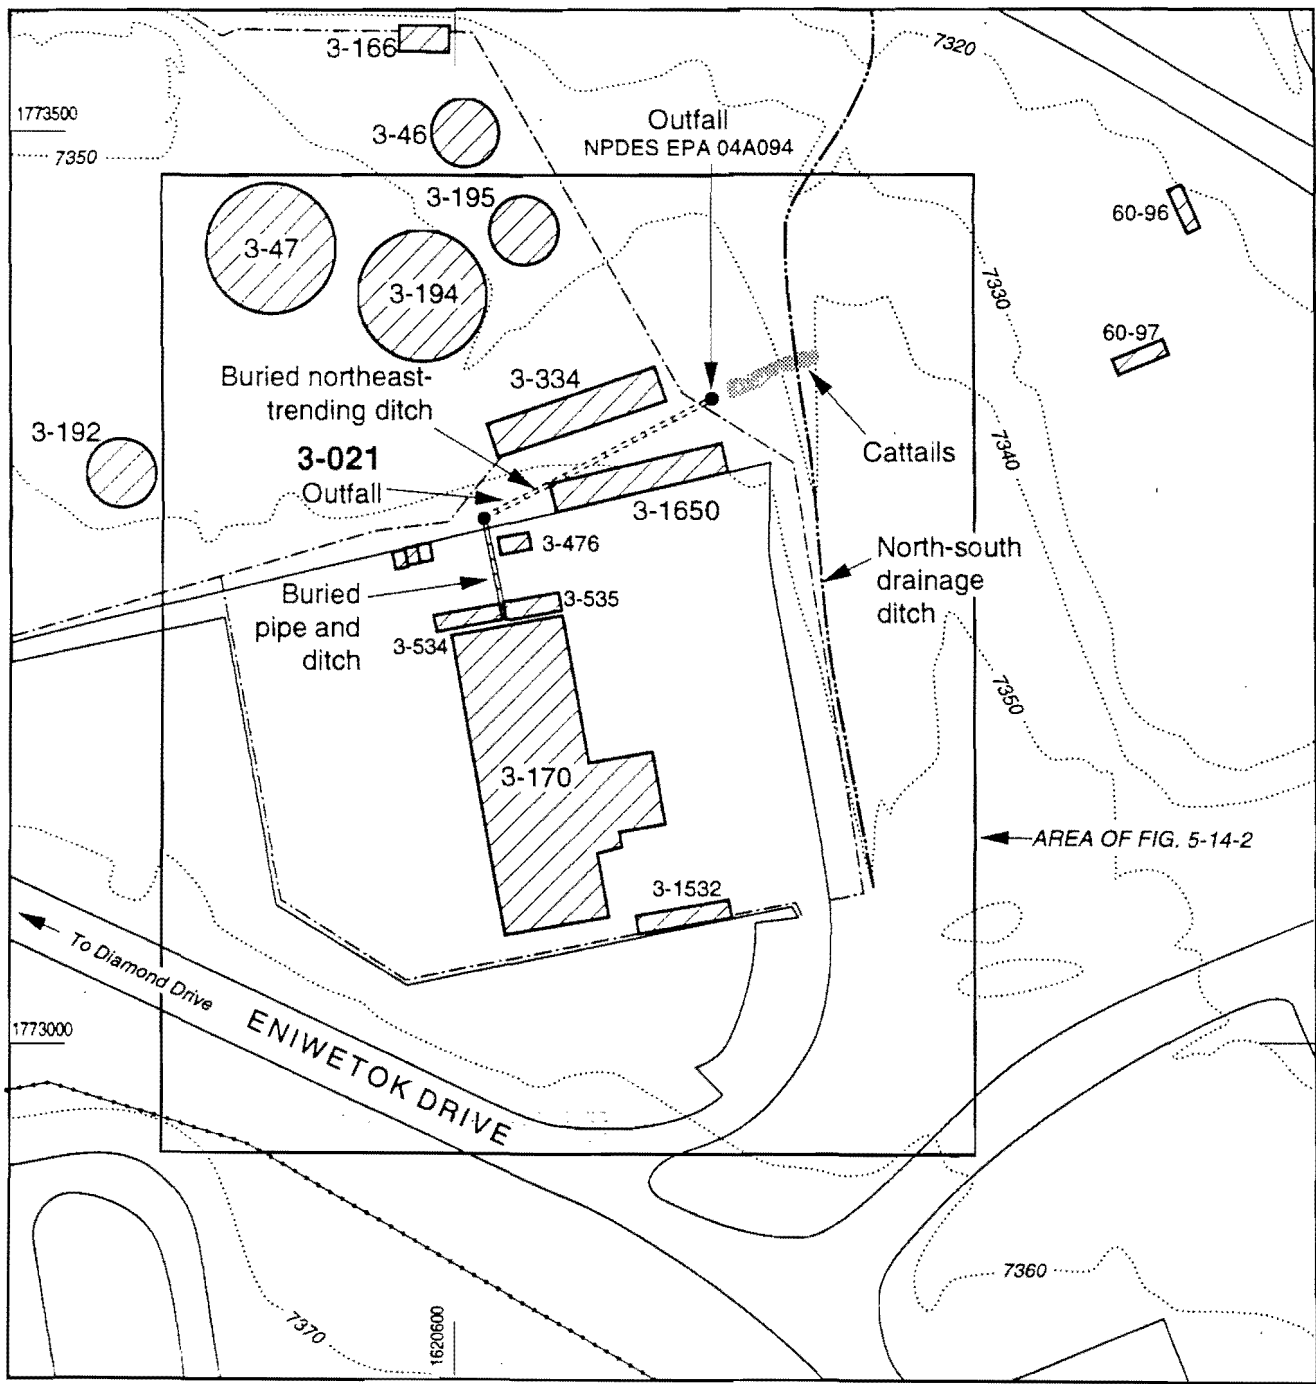 3-166
7320
1773500
3-46
Outfall
NPDES EPA 04A094
7350
3-195
60-96
3-47
3-194
7330
60-97
Buried northeast-
trending ditch
3-334
3-192
3-021
Outfall
Cattails
7340
3-1650
3-476
North-south
drainage
ditch
Buried
pipe and
ditch
3-535
3-534
7350
3-170
AREA OF FIG. 5-14-2
3-1532
To Diamond Drive
ENIWETOK DRIVE
1773000
7360
7370
1620600